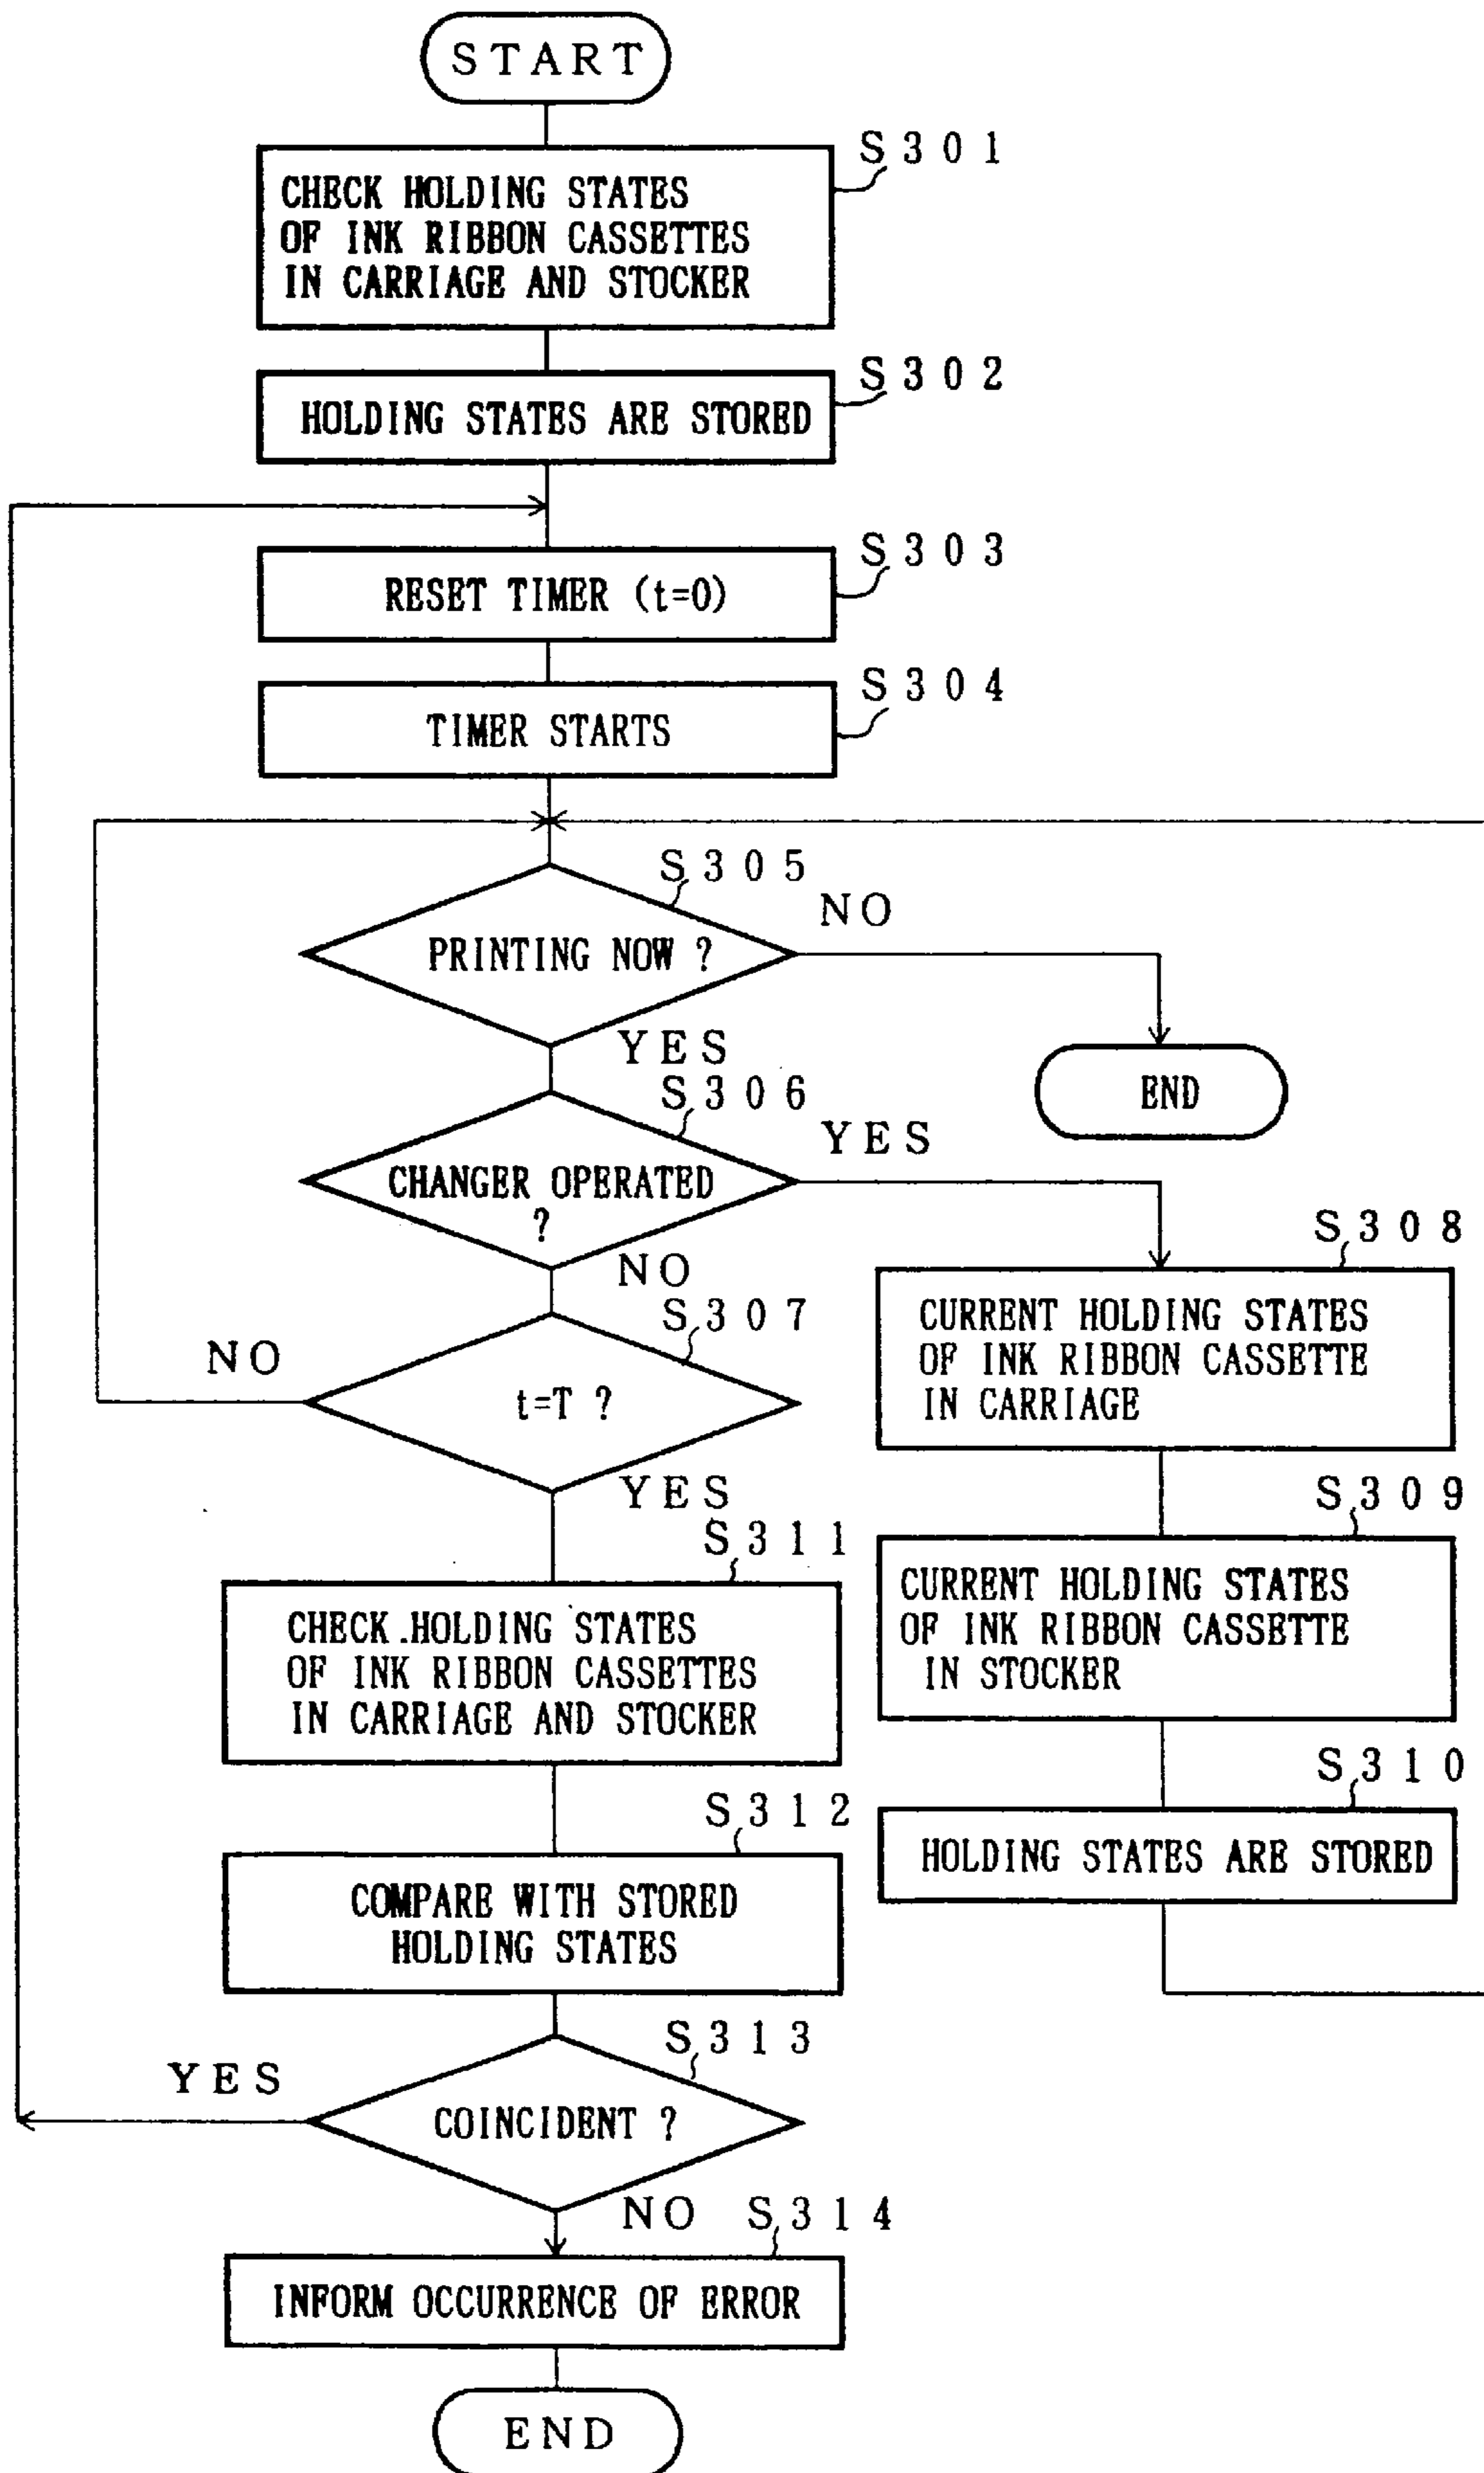 START
S301
CHECK HOLDING STATES
OF INK RIBBON CASSETTES
IN CARRIAGE AND STOCKER
S302
HOLDING STATES ARE STORED
S303
RESET TIMER (t=0)
S304
TIMER STARTS
S305
NO
PRINTING NOW ?
YES
END
S306
YES
CHANGER OPERATED
?
NO
S308
CURRENT HOLDING STATES
OF INK RIBBON CASSETTE
IN CARRIAGE
S307
NO
t=T ?
YES
S309
CURRENT HOLDING STATES
OF INK RIBBON CASSETTE
IN STOCKER
S311
CHECK HOLDING STATES
OF INK RIBBON CASSETTES
IN CARRIAGE AND STOCKER
S310
HOLDING STATES ARE STORED
S312
COMPARE WITH STORED
HOLDING STATES
S313
YES
COINCIDENT ?
NO
S314
INFORM OCCURRENCE OF ERROR
END